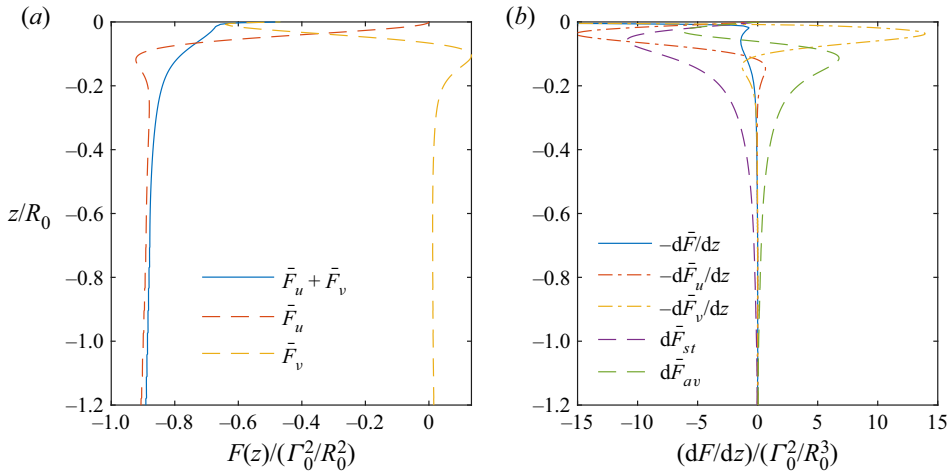 (a)
0
–0.2
–0.4
–0.6
–0.8
–1.0
–1.2
z/R₀
F̄ᵤ + F̄ᵥ
F̄ᵤ
F̄ᵥ
–1.0 –0.8 –0.6 –0.4 –0.2 0
F(z)/(Γ₀²/R₀²)
(b)
0
–0.2
–0.4
–0.6
–0.8
–1.0
–1.2
–dF̄/dz
–dF̄ᵤ/dz
–dF̄ᵥ/dz
dF̄_st
dF̄_av
–15 –10 –5 0 5 10 15
(dF/dz)/(Γ₀²/R₀³)